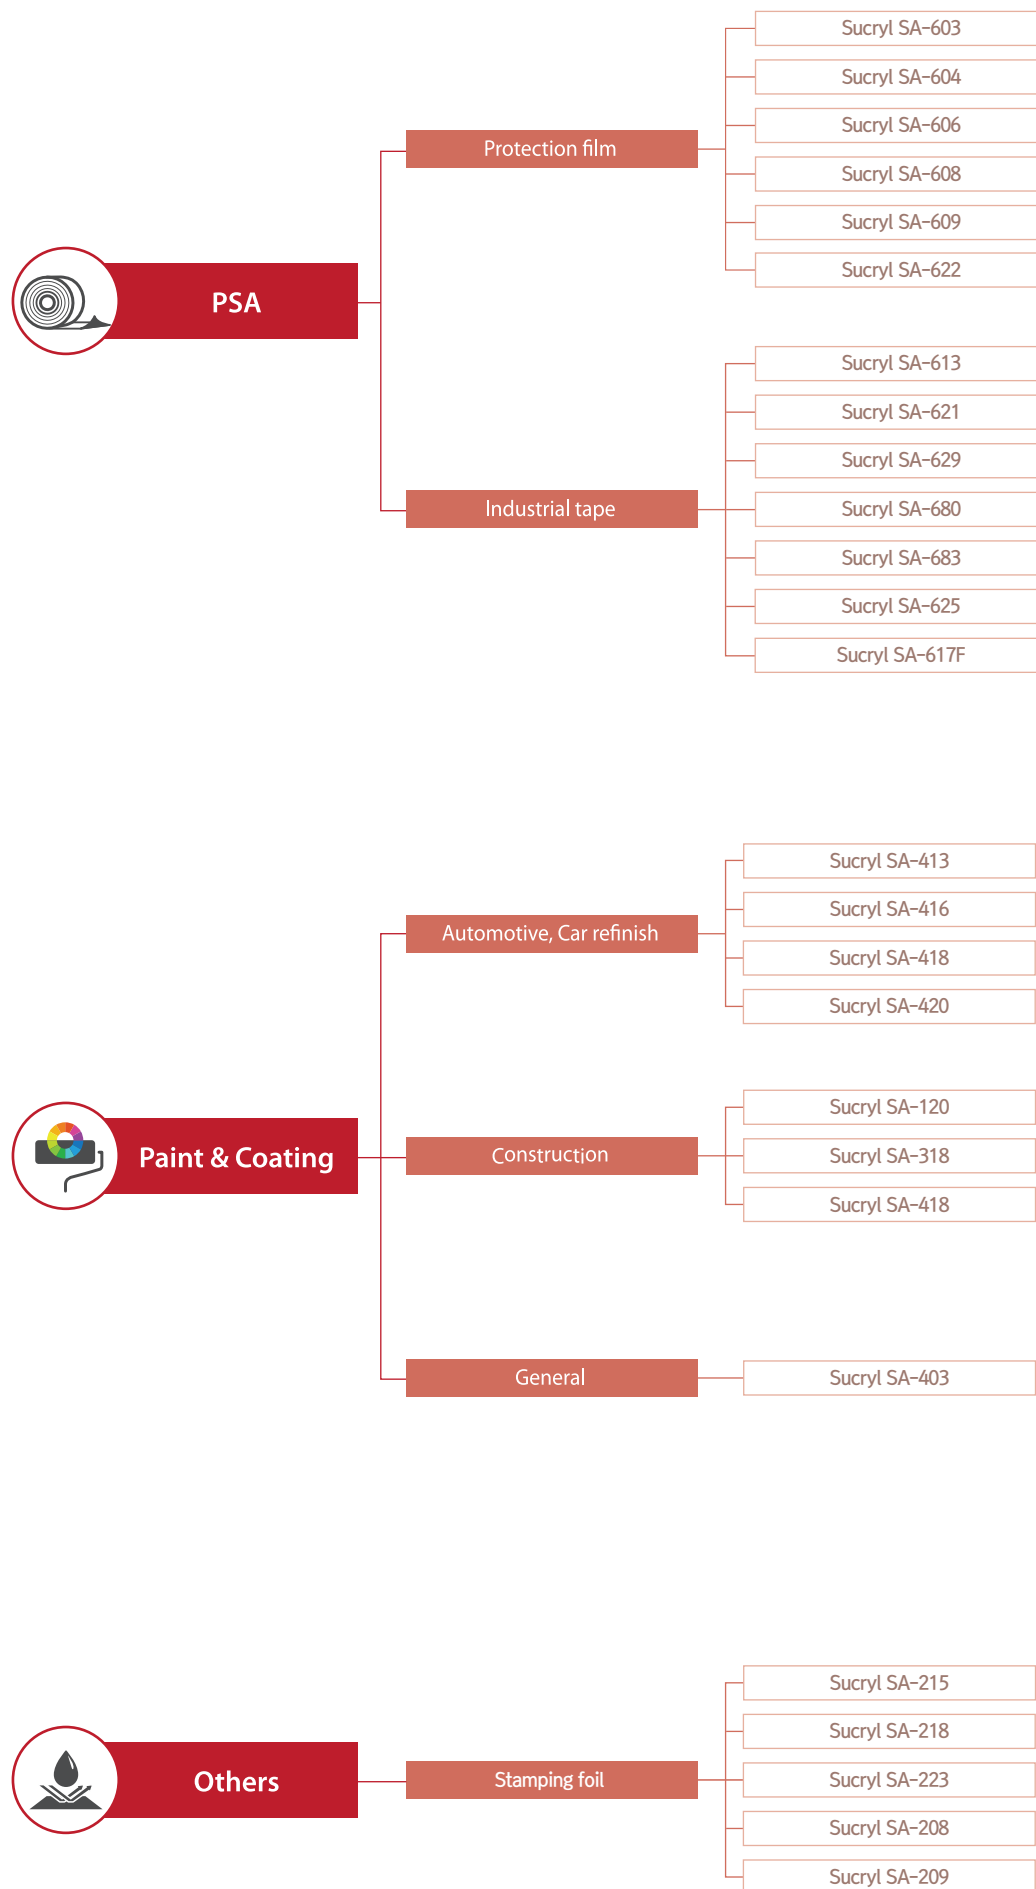 PSA
Protection film
Sucryl SA-603
Sucryl SA-604
Sucryl SA-606
Sucryl SA-608
Sucryl SA-609
Sucryl SA-622
Industrial tape
Sucryl SA-613
Sucryl SA-621
Sucryl SA-629
Sucryl SA-680
Sucryl SA-683
Sucryl SA-625
Sucryl SA-617F
Paint & Coating
Automotive, Car refinish
Sucryl SA-413
Sucryl SA-416
Sucryl SA-418
Sucryl SA-420
Construction
Sucryl SA-120
Sucryl SA-318
Sucryl SA-418
General
Sucryl SA-403
Others
Stamping foil
Sucryl SA-215
Sucryl SA-218
Sucryl SA-223
Sucryl SA-208
Sucryl SA-209